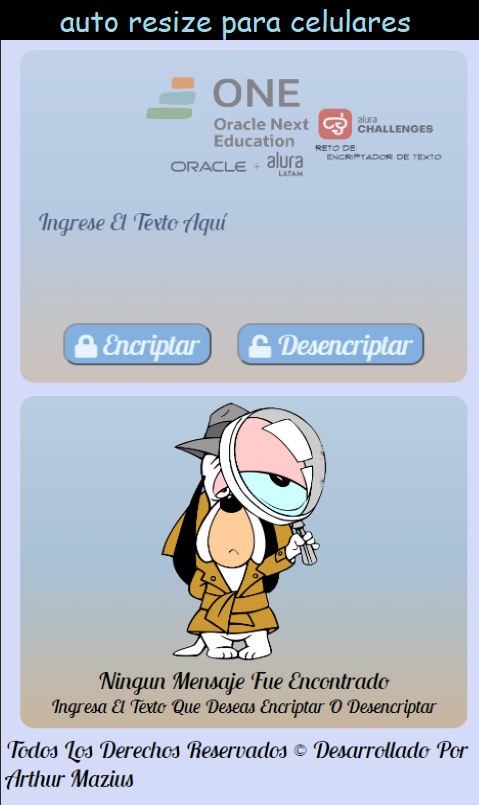 auto resize para celulares
ONE
Oracle Next
Education
alura
CHALLENGES
RETO DE:
ENCRIPTADOR DE TEXTO
ORACLE + alura
LATAM
Ingrese El Texto Aquí
Encriptar
Desencriptar
Ningun Mensaje Fue Encontrado
Ingresa El Texto Que Deseas Encriptar O Desencriptar
Todos Los Derechos Reservados © Desarrollado Por
Arthur Mazius